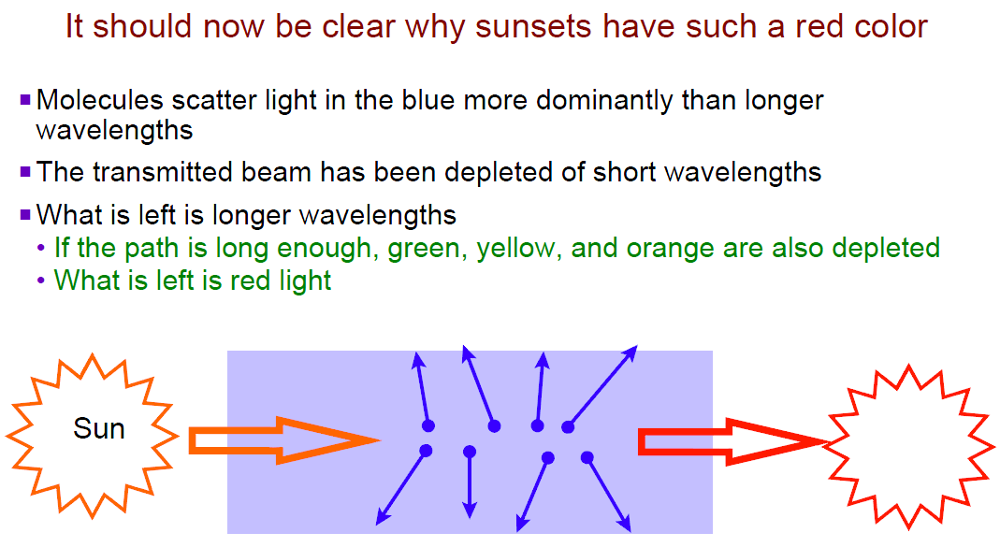 It should now be clear why sunsets have such a red color
Molecules scatter light in the blue more dominantly than longer
wavelengths
The transmitted beam has been depleted of short wavelengths
What is left is longer wavelengths
If the path is long enough, green, yellow, and orange are also depleted
What is left is red light
Sun